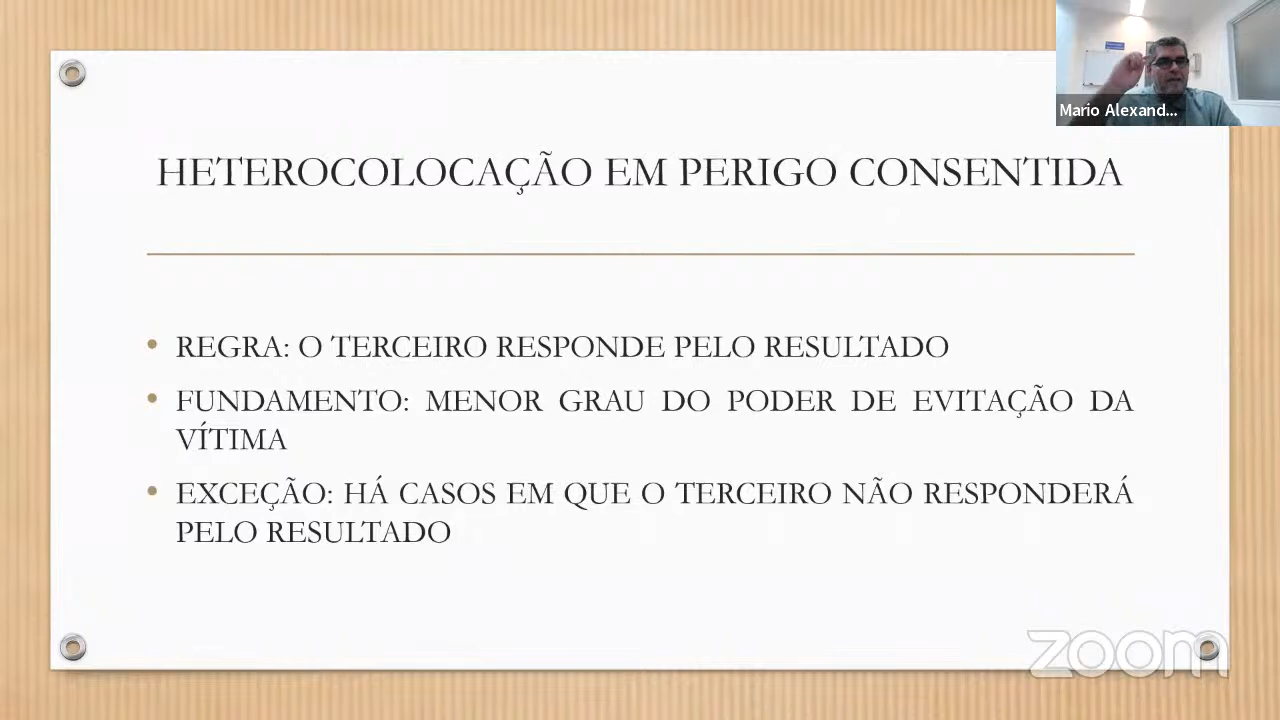 Mario Alexand...
HETEROCOLOCAÇÃO EM PERIGO CONSENTIDA
• REGRA: O TERCEIRO RESPONDE PELO RESULTADO
• FUNDAMENTO: MENOR GRAU DO PODER DE EVITAÇÃO DA
VÍTIMA
• EXCEÇÃO: HÁ CASOS EM QUE O TERCEIRO NÃO RESPONDERÁ
PELO RESULTADO
zoom